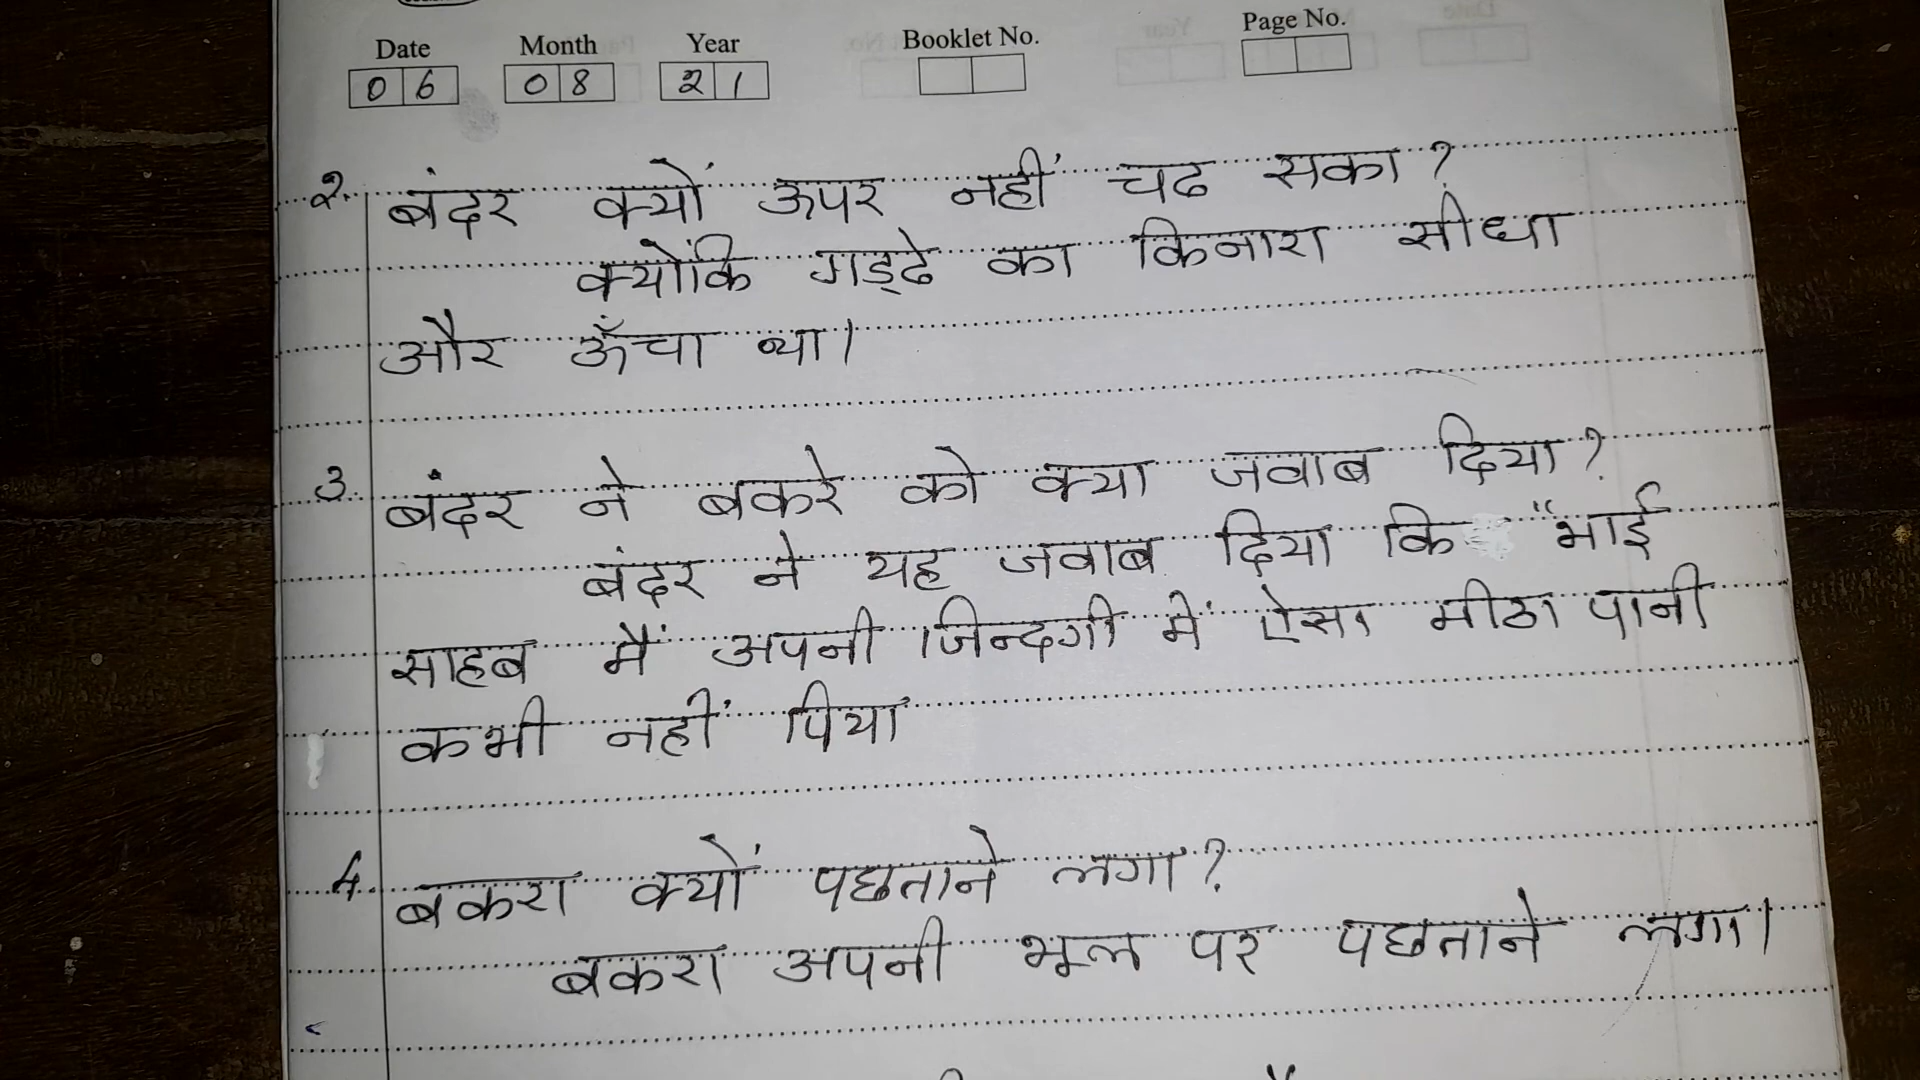 Date Month Year Booklet No. Page No.
06 08 21
2. बंदर क्यों ऊपर नहीं चढ सका?
क्योंकि गड्ढे का किनारा सीधा
और ऊँचा था।
3. बंदर ने बकरे को क्या जवाब दिया?
बंदर ने यह जवाब दिया कि "भाई
साहब मैं अपनी जिन्दगी में ऐसा मीठा पानी
कभी नहीं पिया
4. बकरा क्यों पछताने लगा?
बकरा अपनी भूल पर पछताने लगा।